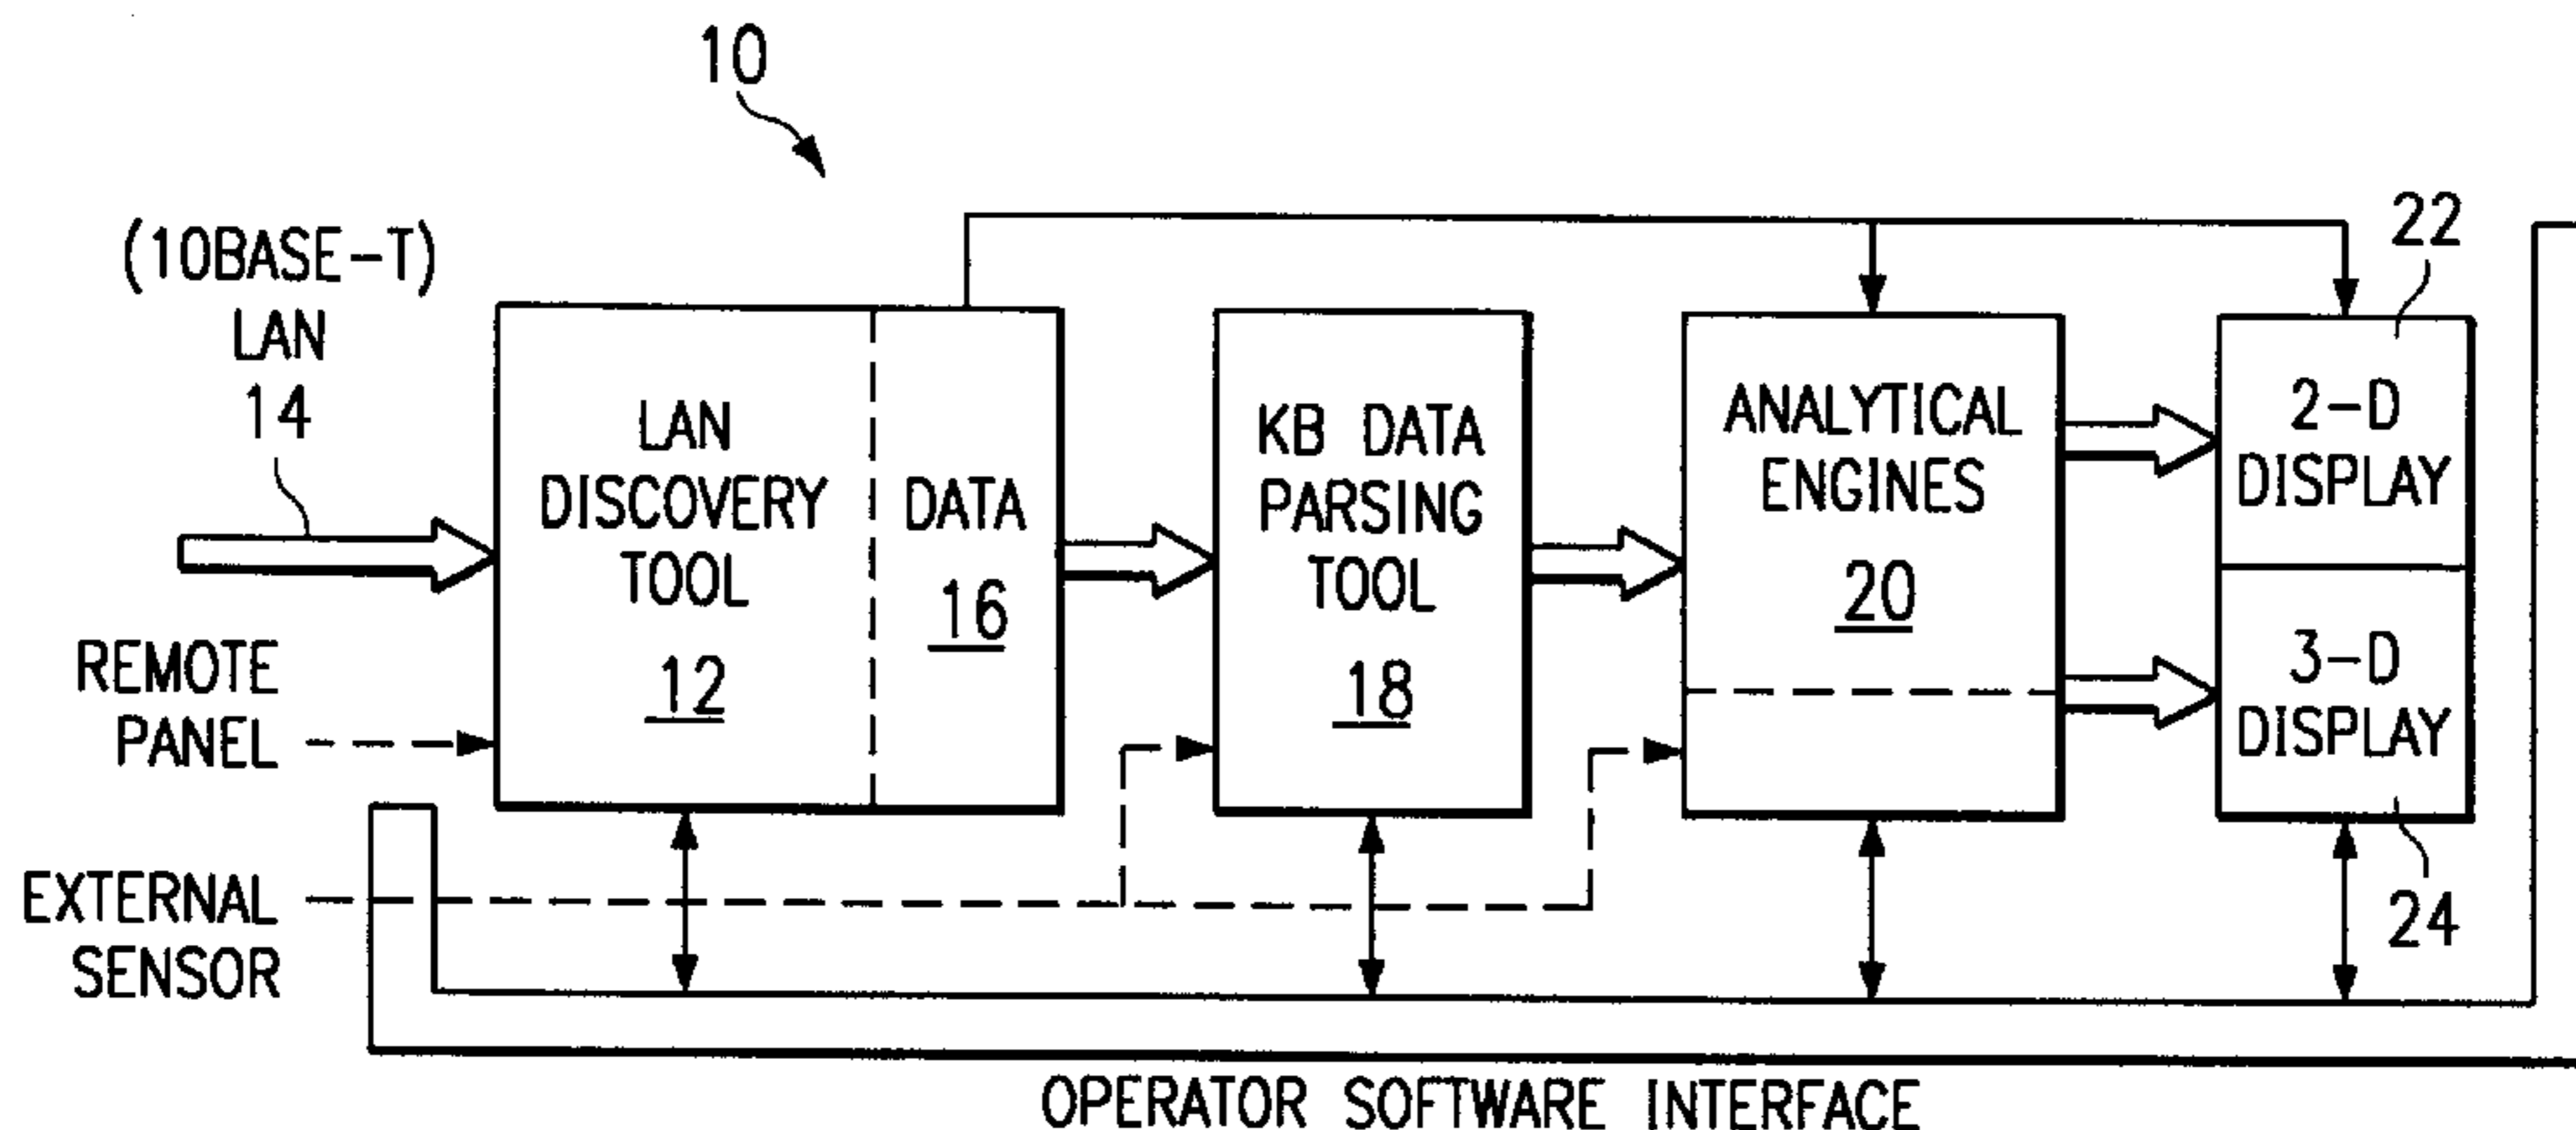 10
(10BASE-T)
LAN
14
LAN
DISCOVERY
TOOL
12
DATA
16
KB DATA
PARSING
TOOL
18
ANALYTICAL
ENGINES
20
22
2-D
DISPLAY
3-D
DISPLAY
24
REMOTE
PANEL
EXTERNAL
SENSOR
OPERATOR SOFTWARE INTERFACE